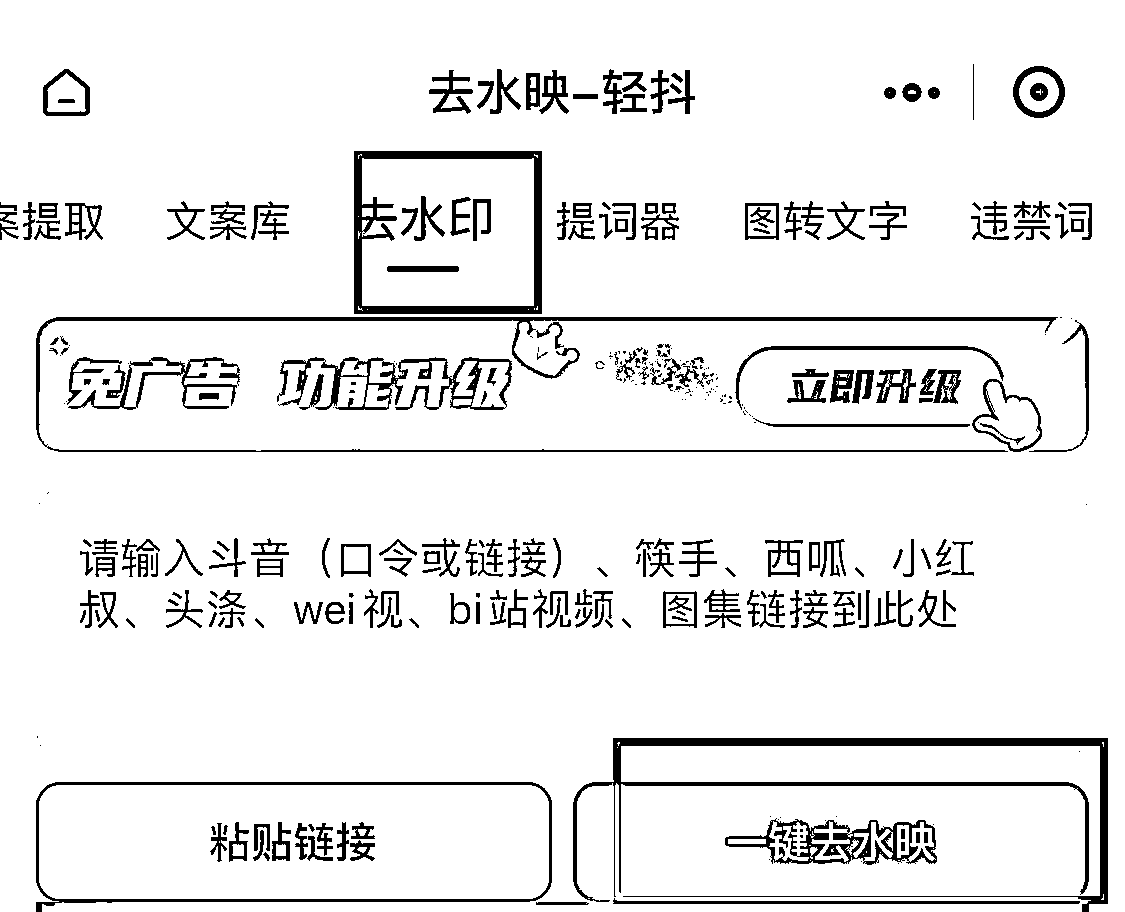 去水映-轻抖
案提取 文案库 去水印 提词器 图转文字 违禁词
免广告 功能升级 立即升级
请输入斗音（口令或链接）、筷手、西呱、小红
叔、头涤、wei视、bi站视频、图集链接到此处
粘贴链接 一键去水映